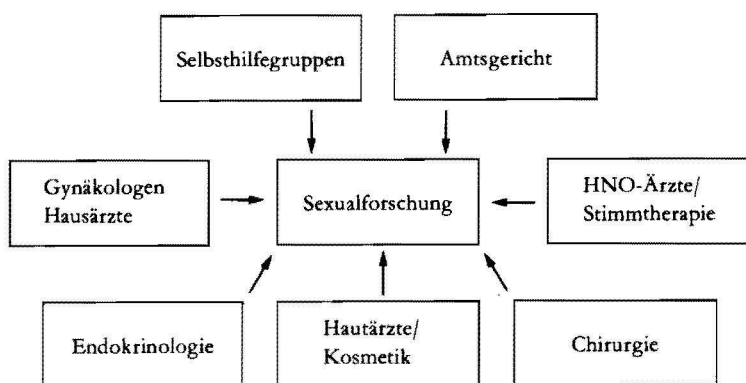 Selbsthilfegruppen
Amtsgericht
Gynäkologen
Hausärzte
Sexualforschung
HNO-Ärzte/
Stimmtherapie
Endokrinologie
Hautärzte/
Kosmetik
Chirurgie